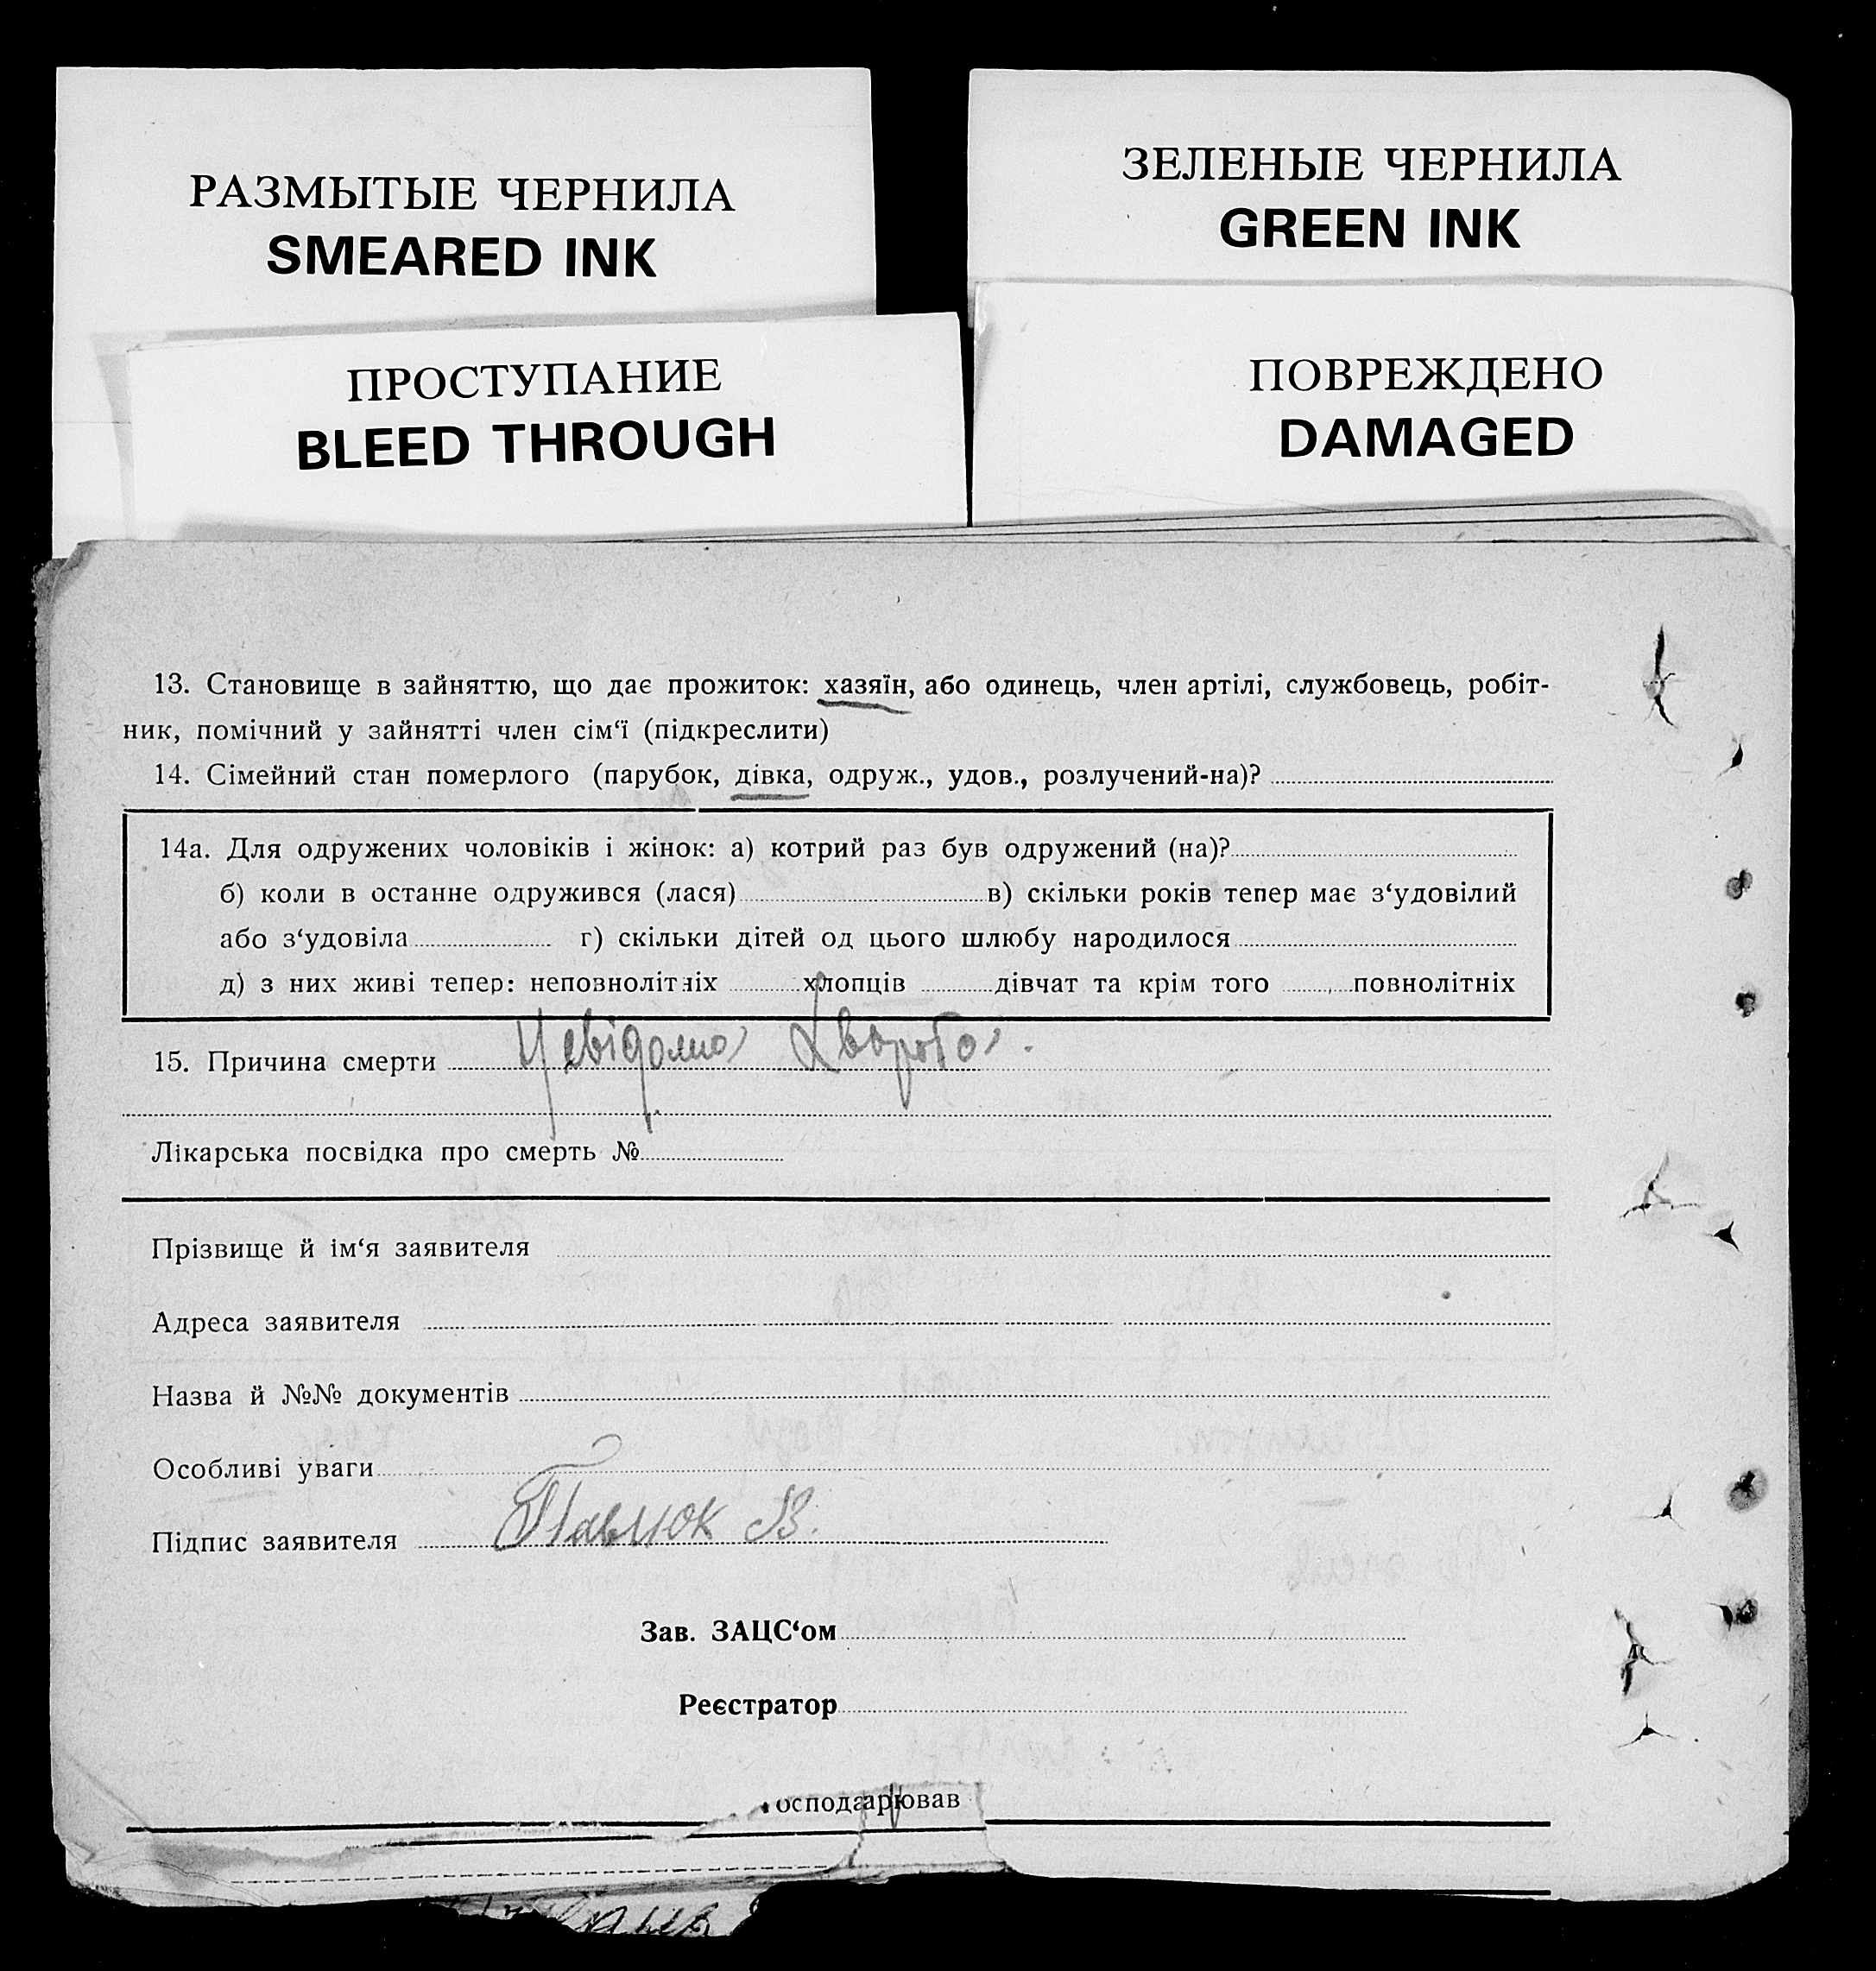 РАЗМЫТЫЕ ЧЕРНИЛА
SMEARED INK
ЗЕЛЕНЫЕ ЧЕРНИЛА
GREEN INK
ПРОСТУПАНИЕ
BLEED THROUGH
ПОВРЕЖДЕНО
DAMAGED
13. Становище в зайняттю, що дає прожиток: хазяїн, або одинець, член артілі, службовець, робіт-
ник, помічний у зайнятті член сім‘ї (підкреслити)
14. Сімейний стан померлого (парубок, дівка, одруж., удов., розлучений-на)?
14а. Для одружених чоловіків і жінок: а) котрий раз був одружений (на)?
б) коли в останне одружився (лася) в) скільки років тепер має з‘удовілий
або з‘удовіла г) скільки дітей од цього шлюбу народилося
д) з них живі тепер: неповнолітніх хлопців дівчат та крім того повнолітніх
15. Причина смерти Невідомо Хвороба.
Лікарська посвідка про смерть №
Прізвище й ім‘я заявителя
Адреса заявителя
Назва й №№ документів
Особливі уваги
Підпис заявителя Павлюк В.
Зав. ЗАЦС‘ом
Реєстратор